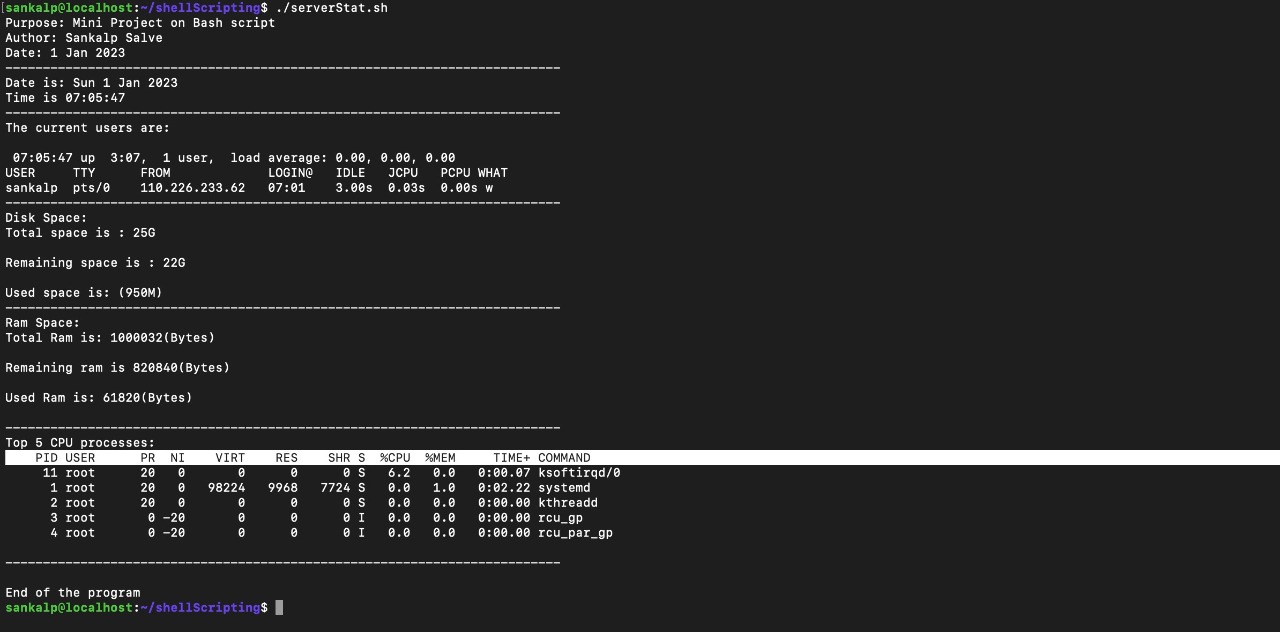 [sankalp@localhost:~/shellScripting$ ./serverStat.sh
Purpose: Mini Project on Bash script
Author: Sankalp Salve
Date: 1 Jan 2023
--------------------------------------------------------------------------
Date is: Sun 1 Jan 2023
Time is 07:05:47
--------------------------------------------------------------------------
The current users are:
07:05:47 up  3:07,  1 user,  load average: 0.00, 0.00, 0.00
USER     TTY      FROM             LOGIN@   IDLE   JCPU   PCPU WHAT
sankalp  pts/0    110.226.233.62   07:01    3.00s  0.03s  0.00s w
--------------------------------------------------------------------------
Disk Space:
Total space is : 25G
Remaining space is : 22G
Used space is: (950M)
--------------------------------------------------------------------------
Ram Space:
Total Ram is: 1000032(Bytes)
Remaining ram is 820840(Bytes)
Used Ram is: 61820(Bytes)
--------------------------------------------------------------------------
Top 5 CPU processes:
PID USER      PR  NI    VIRT    RES    SHR S  %CPU  %MEM     TIME+ COMMAND
11 root      20   0       0      0      0 S   6.2   0.0   0:00.07 ksoftirqd/0
1 root      20   0   98224   9968   7724 S   0.0   1.0   0:02.22 systemd
2 root      20   0       0      0      0 S   0.0   0.0   0:00.00 kthreadd
3 root       0 -20       0      0      0 I   0.0   0.0   0:00.00 rcu_gp
4 root       0 -20       0      0      0 I   0.0   0.0   0:00.00 rcu_par_gp
--------------------------------------------------------------------------
End of the program
sankalp@localhost:~/shellScripting$